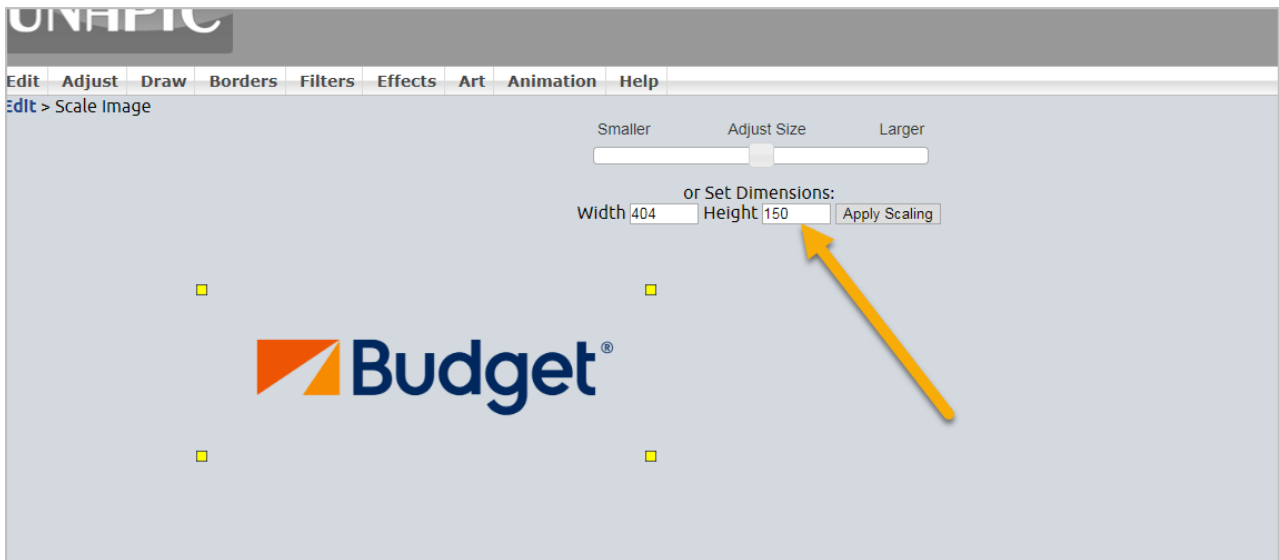 LUNAPIC
Edit Adjust Draw Borders Filters Effects Art Animation Help
Edit > Scale Image
Smaller Adjust Size Larger
or Set Dimensions:
Width 404 Height 150 Apply Scaling
Budget®